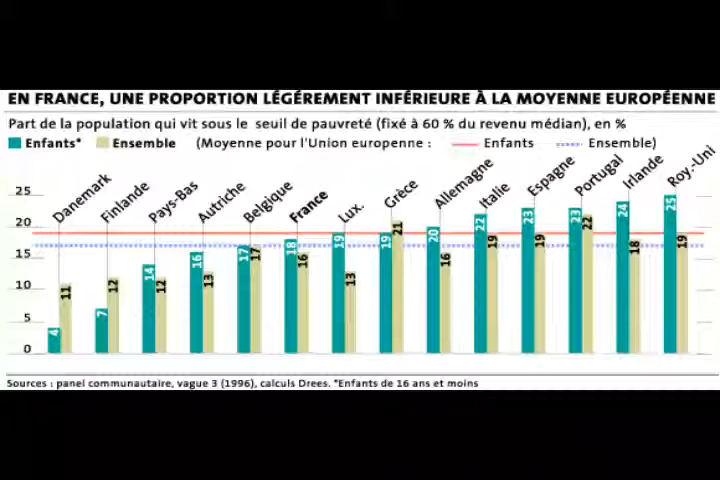 EN FRANCE, UNE PROPORTION LÉGÉREMENT INFÉRIEURE À LA MOYENNE EUROPÉENNE
Part de la population qui vit sous le seuil de pauvreté (fixé à 60 % du revenu médian), en %
Enfants* Ensemble (Moyenne pour l'Union europenne : Enfants Ensemble)
Danemark Finlande Pays-Bas Autriche Belgique France Lux. Grèce Allemagne Italie Espagne Portugal Irlande Roy.-Uni
25
20
15
10
5
0
4 11 7 12 14 12 16 13 17 17 18 16 19 13 19 21 20 16 22 19 23 19 23 22 24 18 25 19
Sources : panel communautaire, vague 3 (1996), calculs Drees. *Enfants de 16 ans et moins